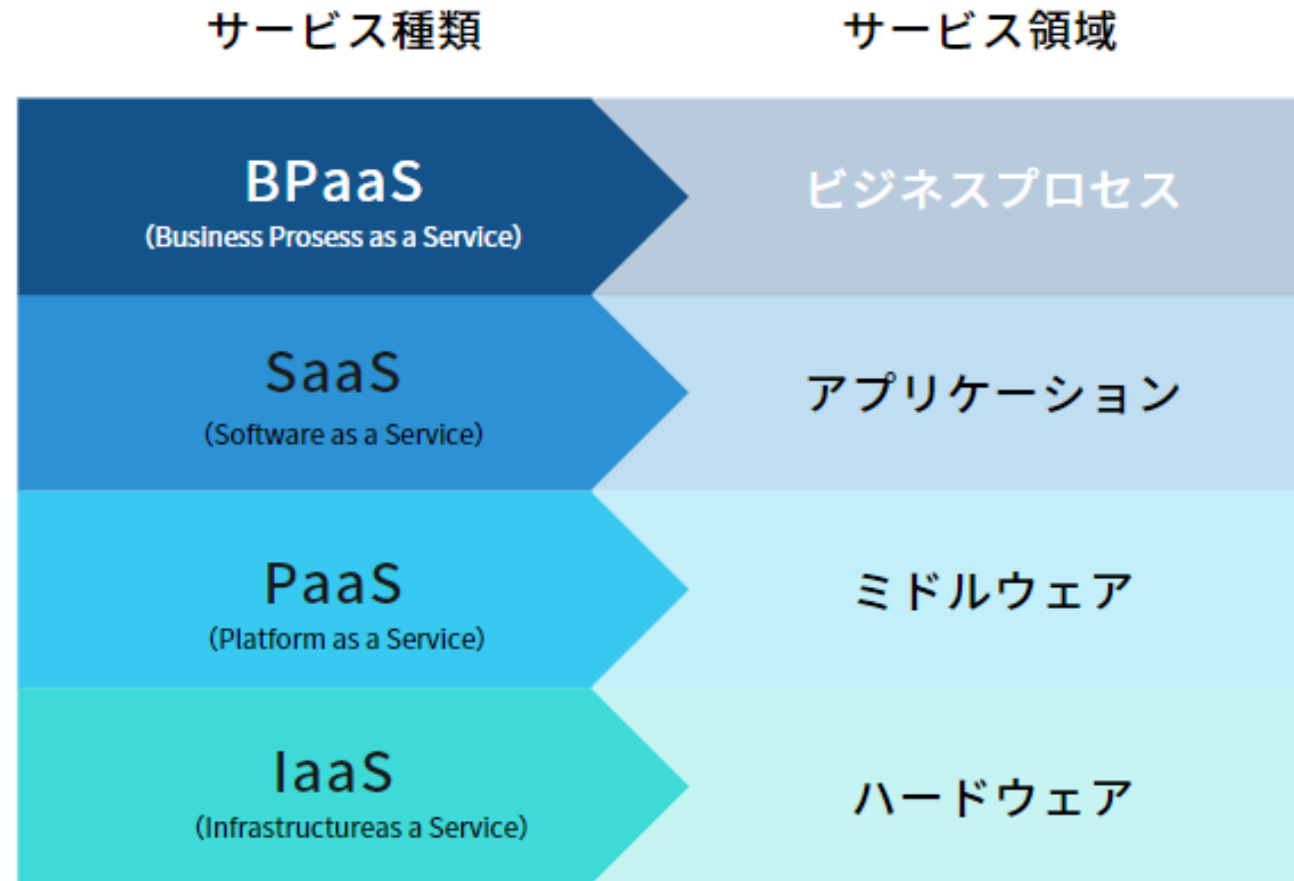 サービス種類 サービス領域
BPaaS
（Business Prosess as a Service）
ビジネスプロセス
SaaS
（Software as a Service）
アプリケーション
PaaS
（Platform as a Service）
ミドルウェア
IaaS
（Infrastructureas a Service）
ハードウェア